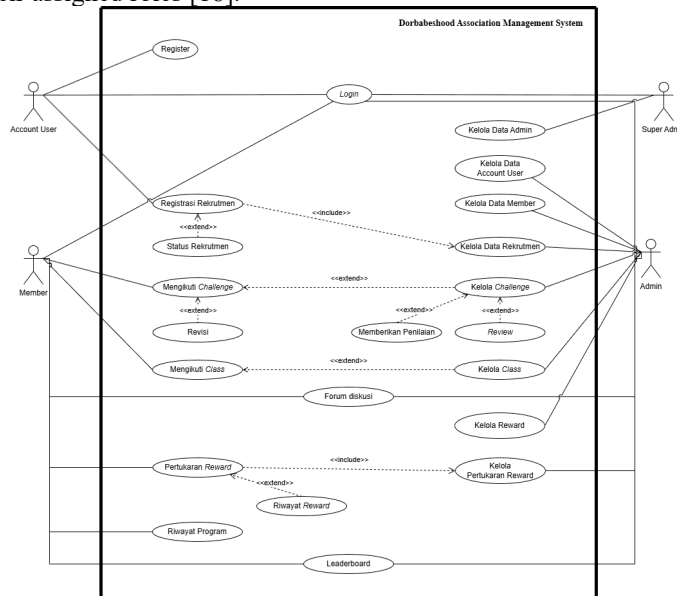 Dorbabeshood Association Management System
Register
Login
Account User
Super Adm
Kelola Data Admin
Kelola Data
Account User
Registrasi Rekrutmen
Kelola Data Member
<<include>>
<<extend>>
Status Rekrutmen
Kelola Data Rekrutmen
Member
Admin
Mengikuti Challenge
<<extend>>
Kelola Challenge
<<extend>>
<<extend>>
<<extend>>
Revisi
Memberikan Penilaian
Review
Mengikuti Class
<<extend>>
Kelola Class
Forum diskusi
Kelola Reward
Pertukaran Reward
<<include>>
Kelola
Pertukaran Reward
<<extend>>
Riwayat Reward
Riwayat Program
Leaderboard